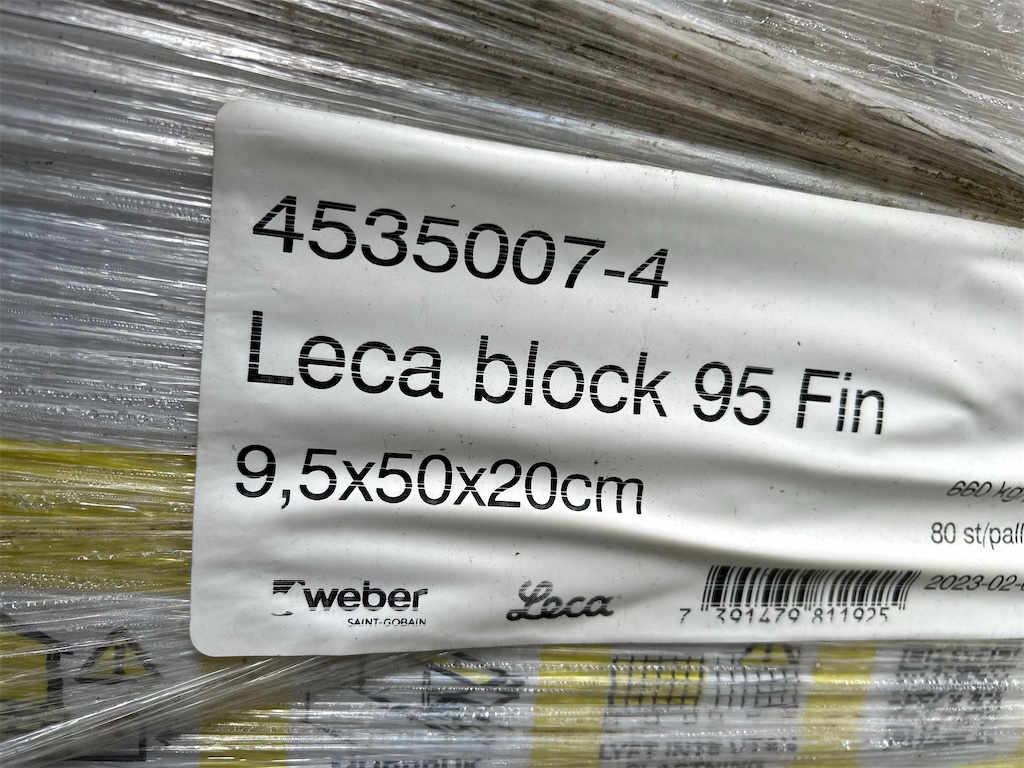 4535007-4
Leca block 95 Fin
9,5x50x20cm
660 kg
80 st/pall
2023-02-
weber
SAINT-GOBAIN
Leca
7 391479 811925